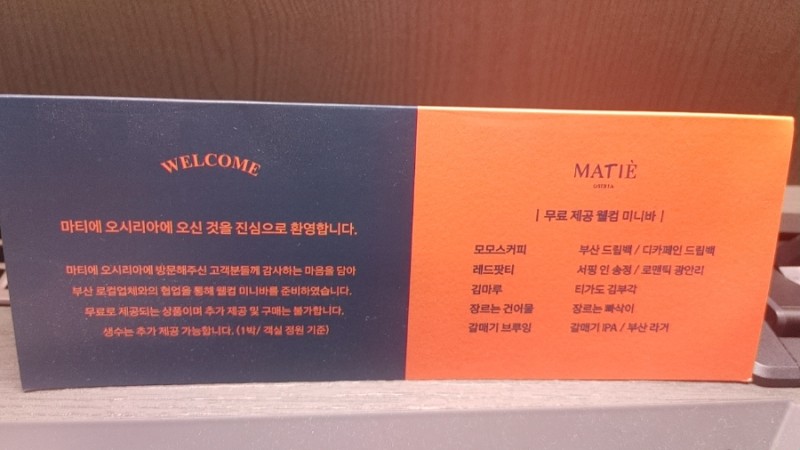 WELCOME
마티에 오시리아에 오신 것을 진심으로 환영합니다.
마티에 오시리아에 방문해주신 고객분들께 감사하는 마음을 담아
부산 로컬업체와의 협업을 통해 웰컴 미니바를 준비하였습니다.
무료로 제공되는 상품이며 추가 제공 및 구매는 불가합니다.
생수는 추가 제공 가능합니다. (1박/ 객실 정원 기준)
MATIÈ
OSIRIA
| 무료 제공 웰컴 미니바 |
모모스커피 부산 드립백 / 디카페인 드립백
레드팟티 서핑 인 송정 / 로맨틱 광안리
김마루 티가도 김부각
장르는 건어물 장르는 빠삭이
갈매기 브루잉 갈매기 IPA / 부산 라거